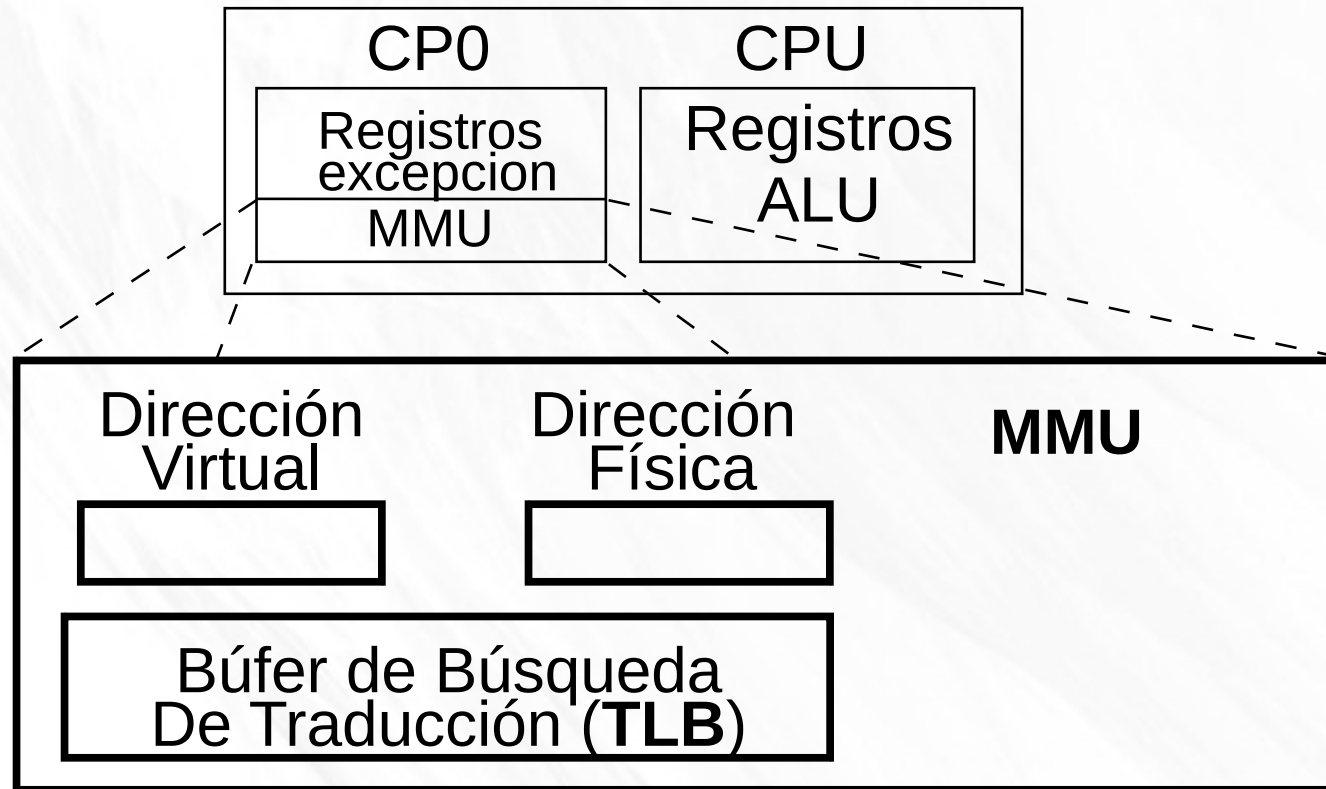 CP0
CPU
Registros
excepcion
MMU
Registros
ALU
Dirección
Virtual
Dirección
Física
MMU
Búfer de Búsqueda
De Traducción (TLB)